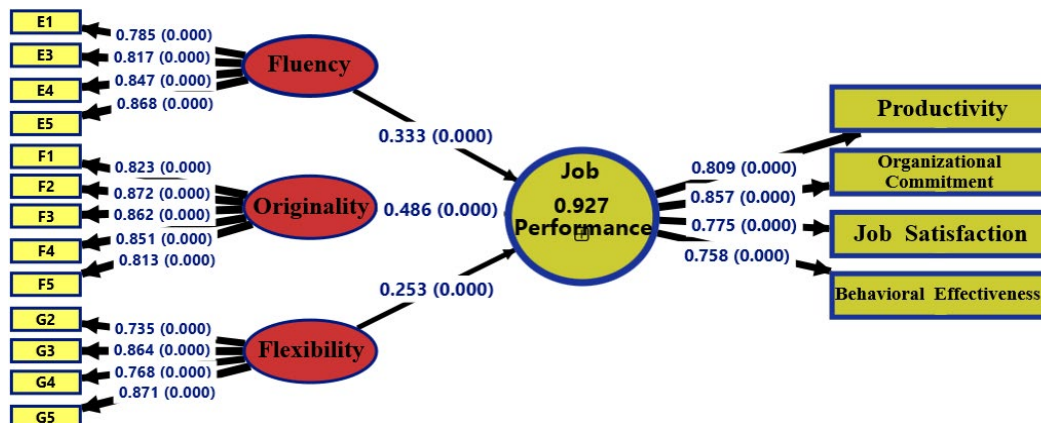 E1
E3
E4
E5
0.785 (0.000)
0.817 (0.000)
0.847 (0.000)
0.868 (0.000)
Fluency
F1
F2
F3
F4
F5
0.823 (0.000)
0.872 (0.000)
0.862 (0.000)
0.851 (0.000)
0.813 (0.000)
Originality
G2
G3
G4
G5
0.735 (0.000)
0.864 (0.000)
0.768 (0.000)
0.871 (0.000)
Flexibility
0.333 (0.000)
0.486 (0.000)
0.253 (0.000)
Job
0.927
Performance
0.809 (0.000)
0.857 (0.000)
0.775 (0.000)
0.758 (0.000)
Productivity
Organizational
Commitment
Job Satisfaction
Behavioral Effectiveness